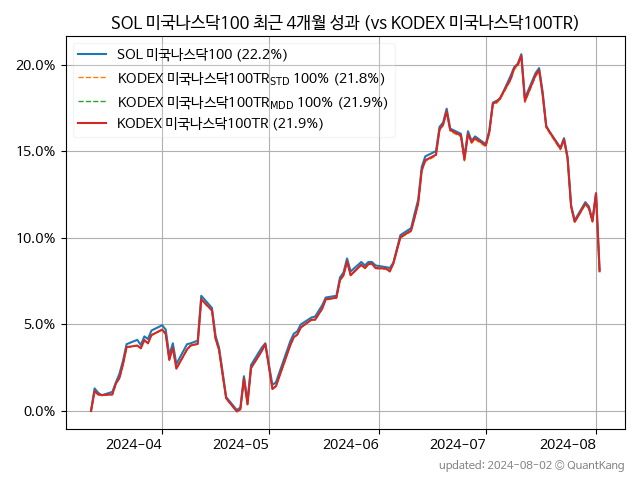 SOL 미국나스닥100 최근 4개월 성과 (vs KODEX 미국나스닥100TR)
SOL 미국나스닥100 (22.2%)
KODEX 미국나스닥100TRSTD 100% (21.8%)
KODEX 미국나스닥100TRMDD 100% (21.9%)
KODEX 미국나스닥100TR (21.9%)
20.0%
15.0%
10.0%
5.0%
0.0%
2024-04 2024-05 2024-06 2024-07 2024-08
updated: 2024-08-02 © QuantKang